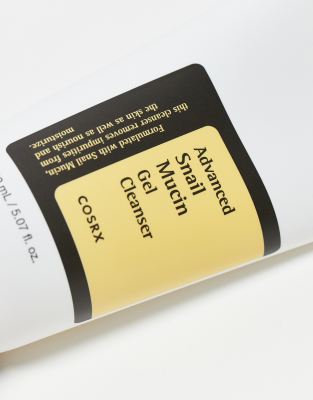 Advanced
Snail
Mucin
Gel
Cleanser
COSRX
Formulated with Snail Mucin,
this cleanser removes impurities from
the skin as well as nourish and
moisturize.
mL / 5.07 fl. oz.